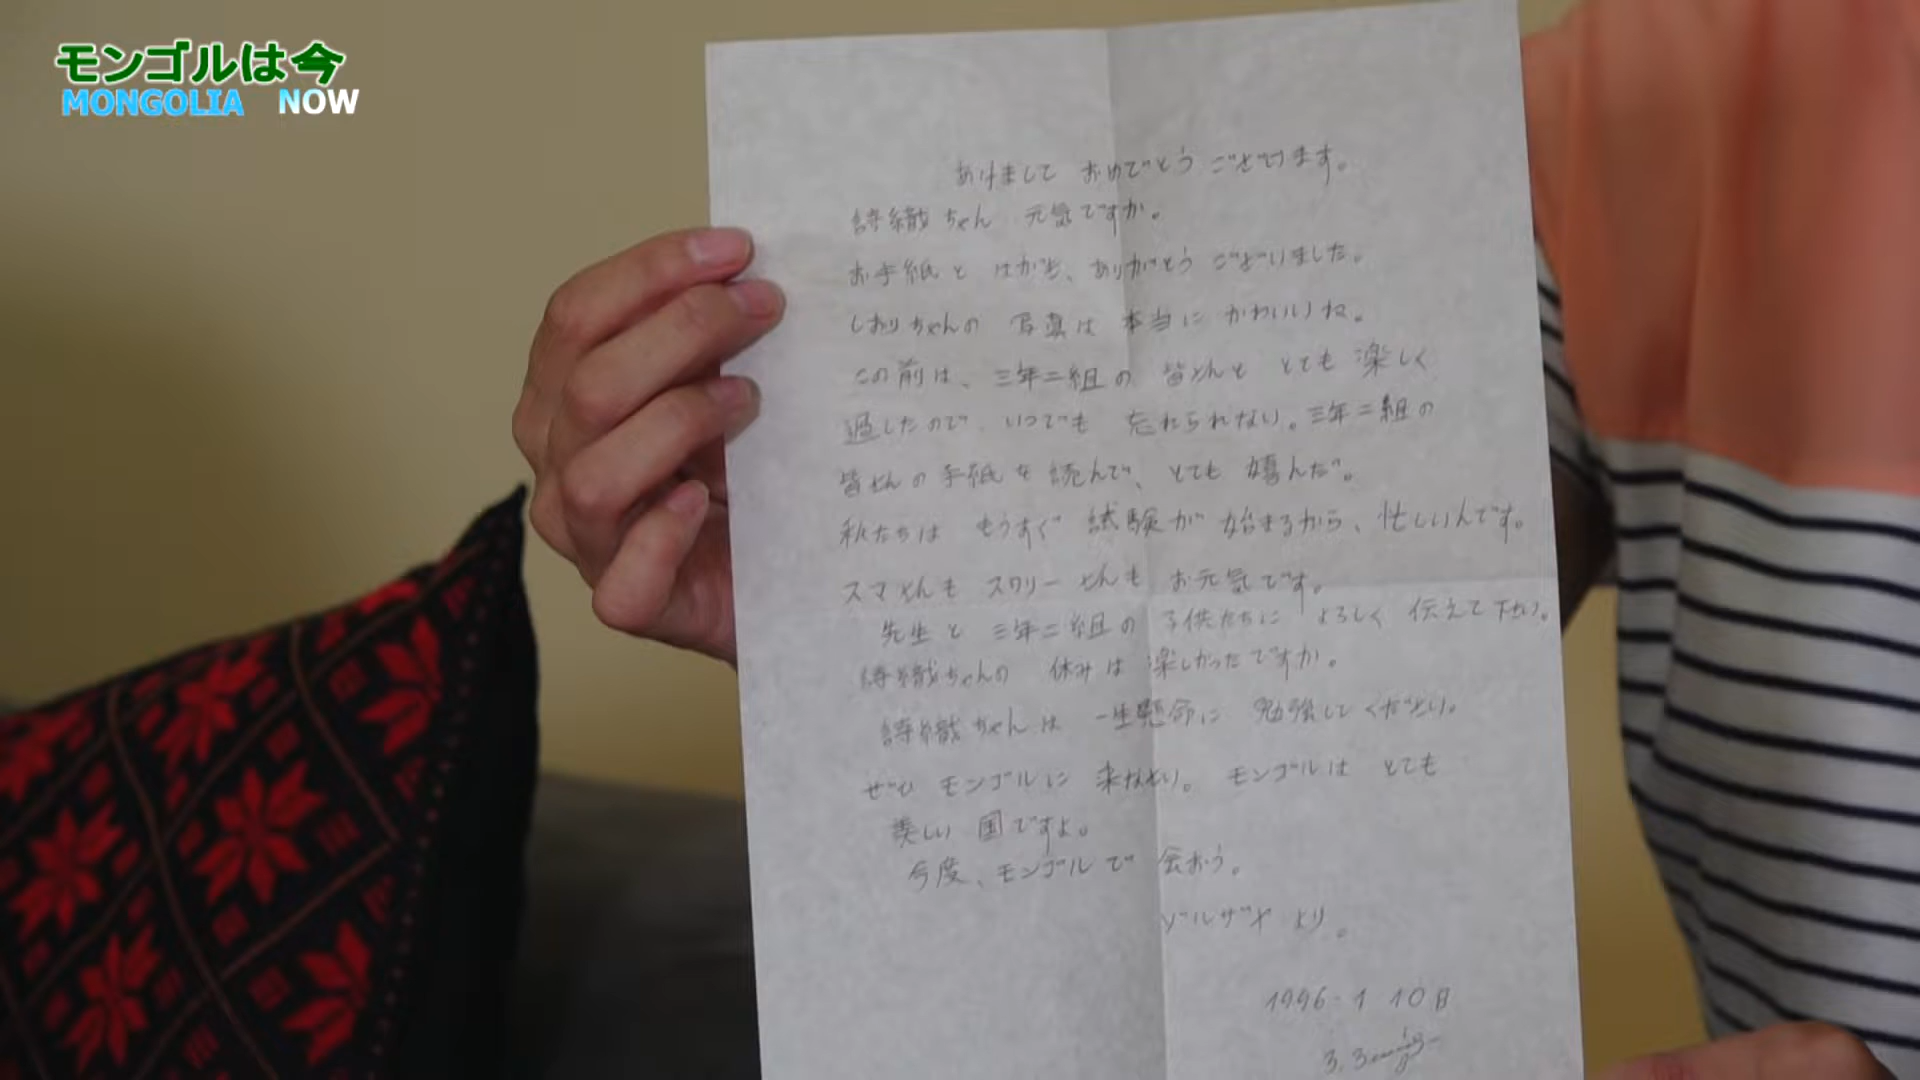 モンゴルは今
MONGOLIA NOW
あけまして おめでとう ございます。
詩織ちゃん 元気ですか。
お手紙と はがき、ありがとう ございました。
しおりちゃんの 写真は 本当に かわいいね。
この前は、三年二組の 皆さんと とても 楽しく
過したので、いつでも 忘れられない。三年二組の
皆さんの 手紙を 読んで、とても 嬉んだ。
私たちは もうすぐ 試験が 始まるから、忙しいんです。
スマさんも スワリーさんも お元気です。
先生と 三年二組の 子供たちに よろしく 伝えて下さい。
詩織ちゃんの 休みは 楽しかったですか。
詩織ちゃんは 一生懸命に 勉強してください。
ぜひ モンゴルに 来なさい。 モンゴルは とても
美しい 国ですよ。
今度、モンゴルで 会おう。
ゾルザヤ より。
1996-1 10日